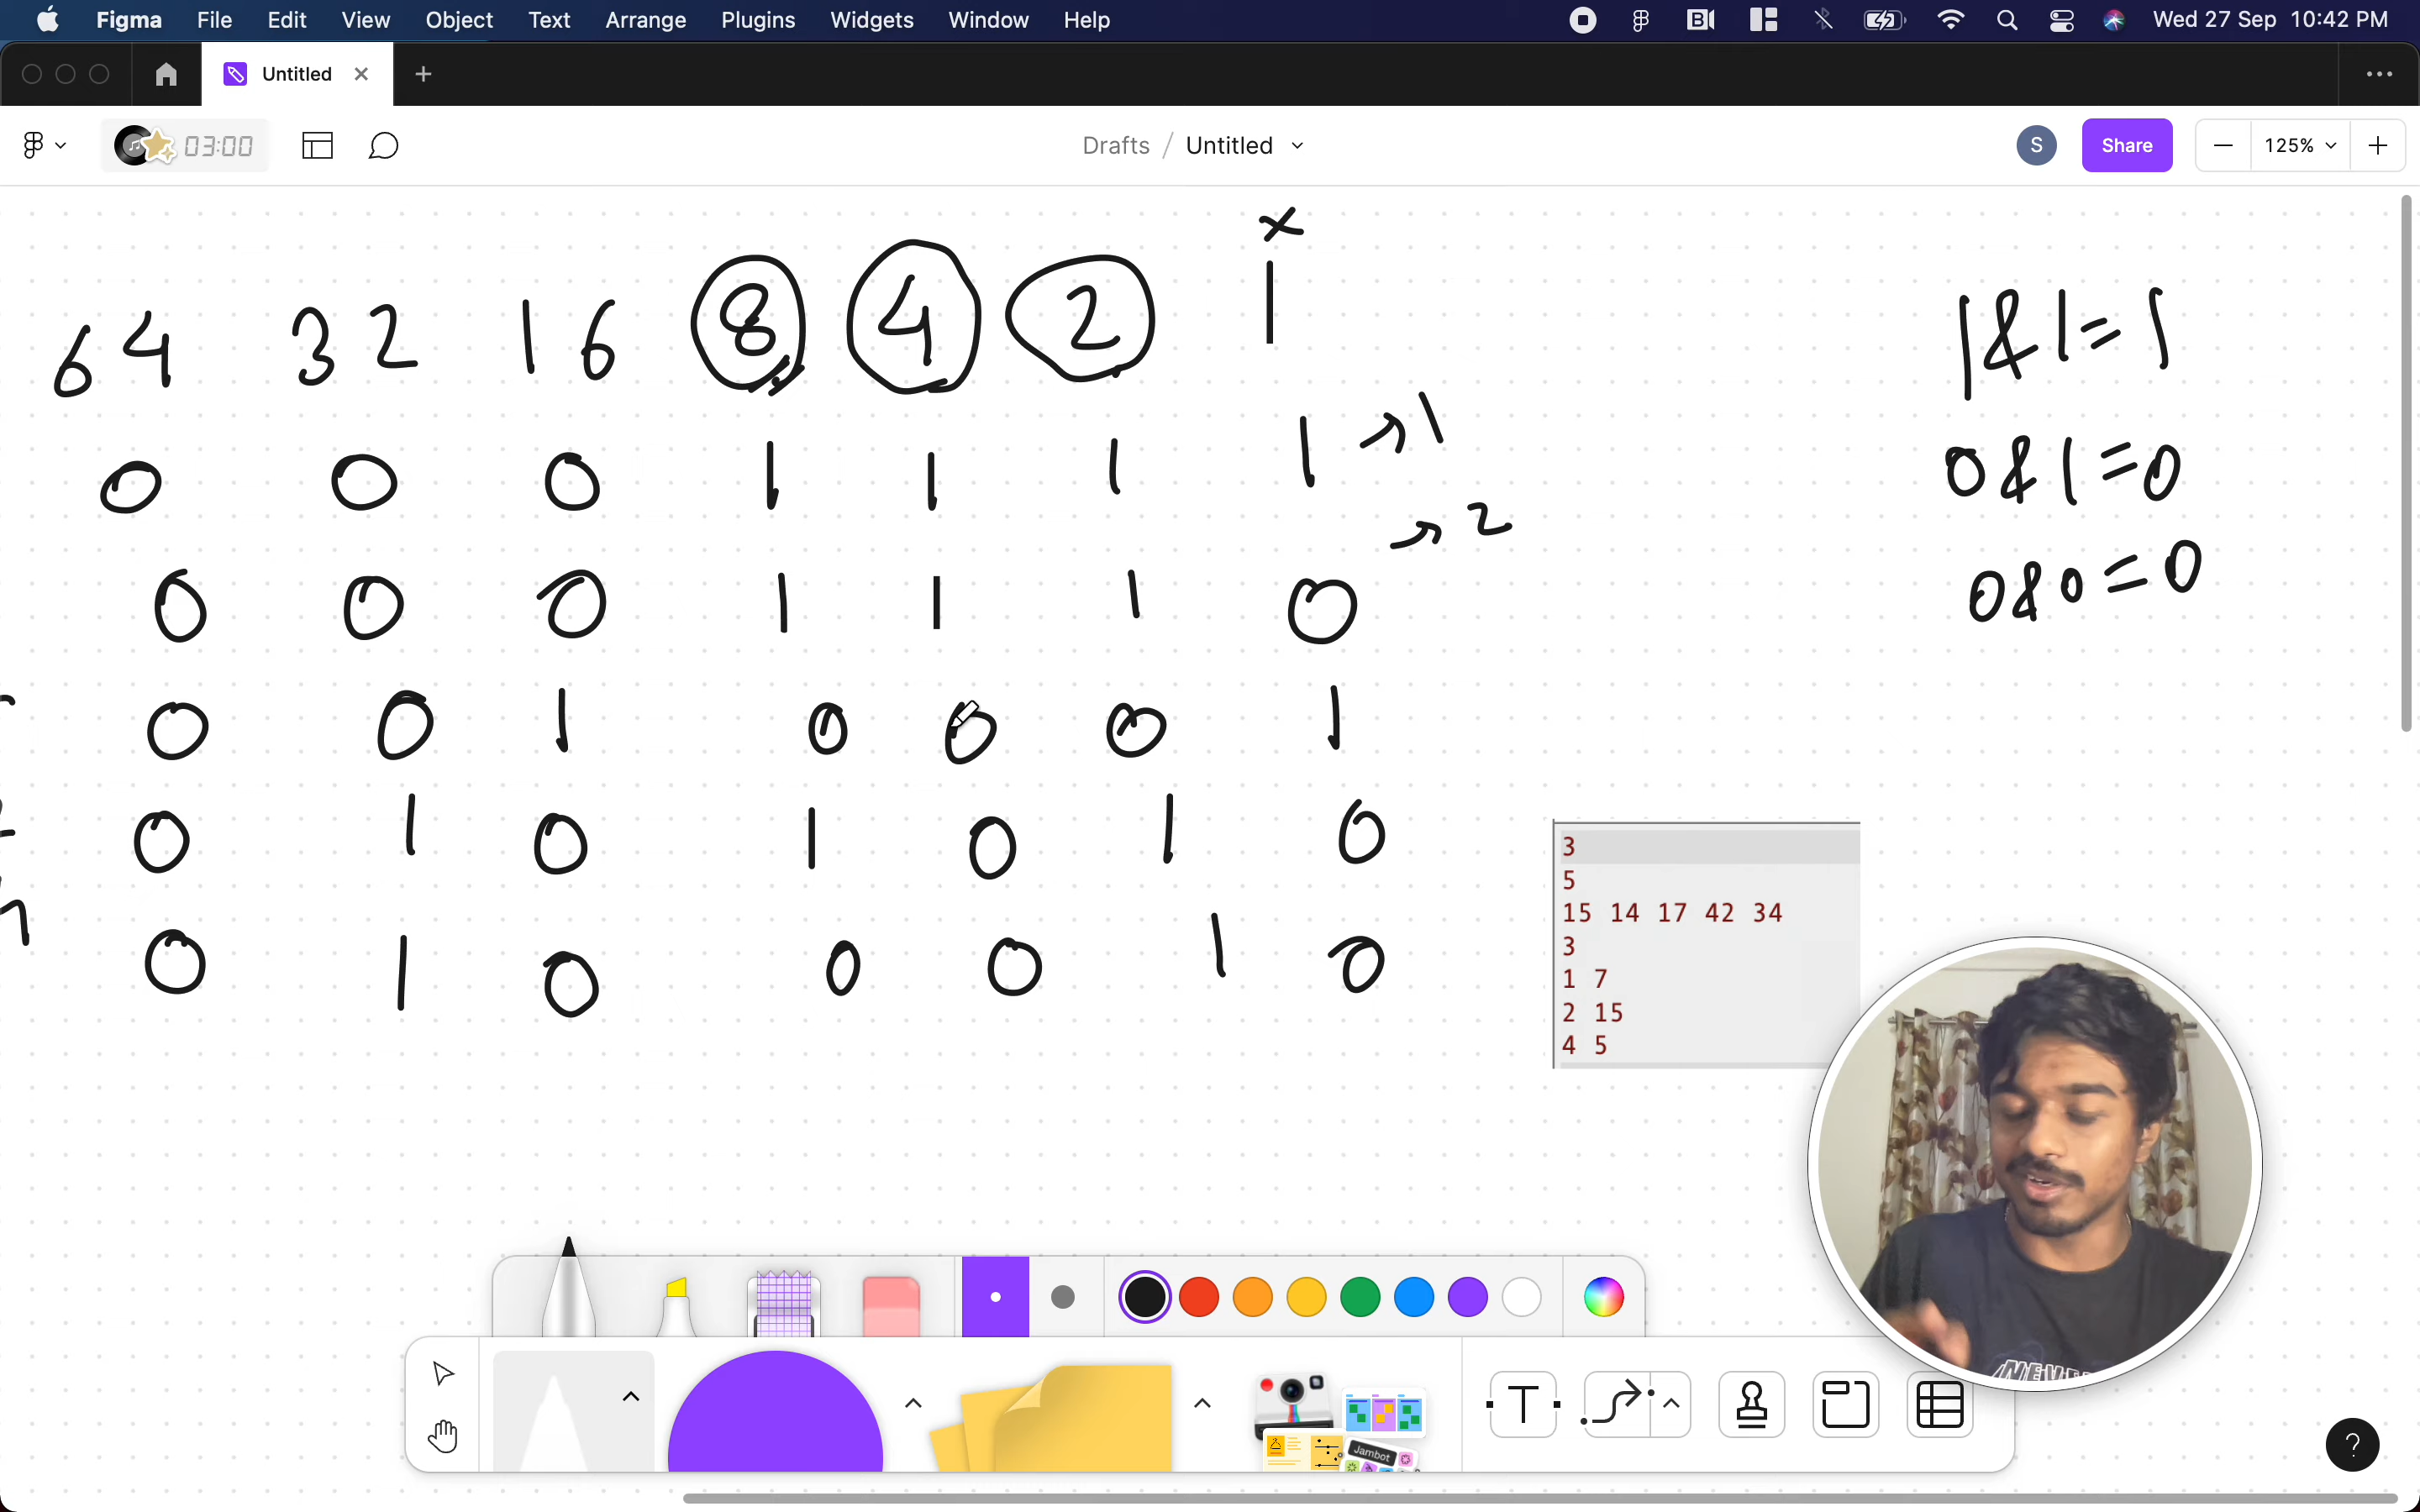 Figma File Edit View Object Text Arrange Plugins Widgets Window Help Wed 27 Sep 10:42 PM
Untitled
03:00 Drafts / Untitled S Share 125%
x
64 32 16 8 4 2 1
0 0 0 1 1 1 1 → 1
→ 2
0 0 0 1 1 1 0
0 0 1 0 0 0 1
0 1 0 1 0 1 0
0 1 0 0 0 1 0
1&1=1
0&1=0
0&0=0
3
5
15 14 17 42 34
3
1 7
2 15
4 5
Jambot
T
?